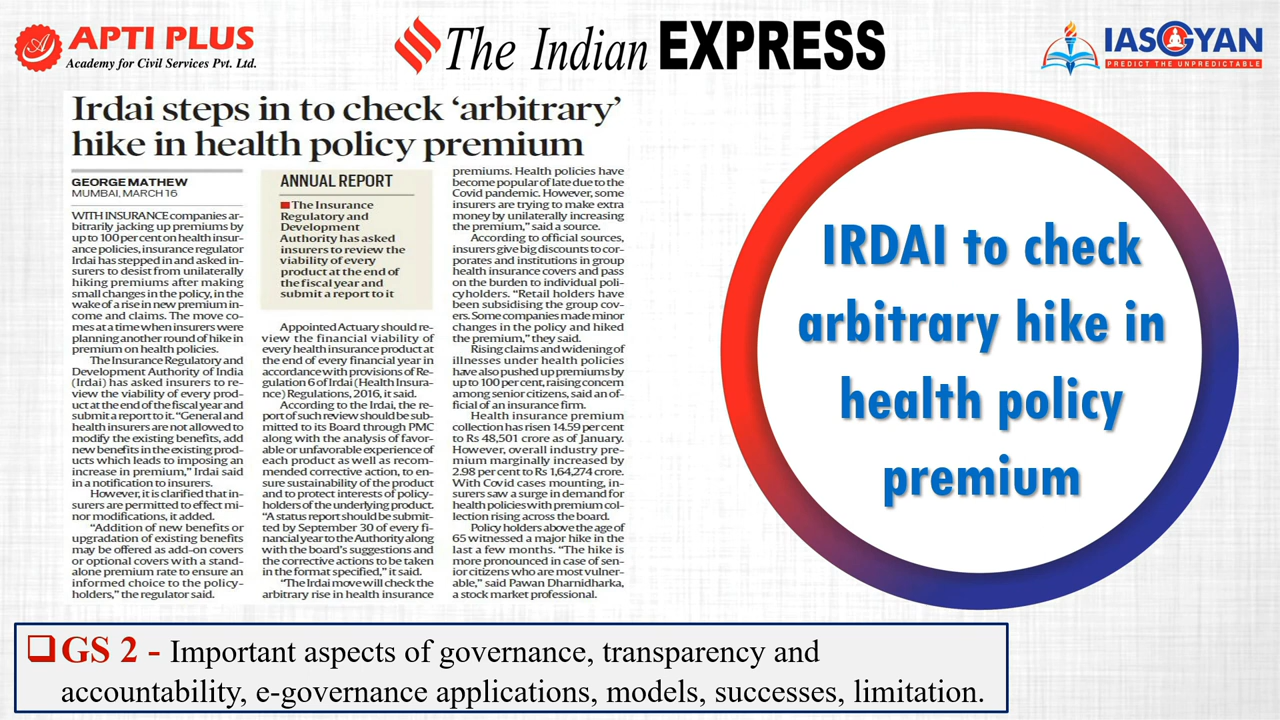 APTI PLUS
Academy for Civil Services Pvt. Ltd.
The Indian EXPRESS
IASGYAN
PREDICT THE UNPREDICTABLE
Irdai steps in to check ‘arbitrary’
hike in health policy premium
GEORGE MATHEW
MUMBAI, MARCH 16
WITH INSURANCE companies ar-
bitrarily jacking up premiums by
up to 100 per cent on health insur-
ance policies, insurance regulator
Irdai has stepped in and asked in-
surers to desist from unilaterally
hiking premiums after making
small changes in the policy, in the
wake of a rise in new premium in-
come and claims. The move co-
mes at a time when insurers were
planning another round of hike in
premium on health policies.
The Insurance Regulatory and
Development Authority of India
(Irdai) has asked insurers to re-
view the viability of every prod-
uct at the end of the fiscal year and
submit a report to it. “General and
health insurers are not allowed to
modify the existing benefits, add
new benefits in the existing prod-
ucts which leads to imposing an
increase in premium,” Irdai said
in a notification to insurers.
However, it is clarified that in-
surers are permitted to effect mi-
nor modifications, it added.
“Addition of new benefits or
upgradation of existing benefits
may be offered as add-on covers
or optional covers with a stand-
alone premium rate to ensure an
informed choice to the policy-
holders,” the regulator said.
ANNUAL REPORT
The Insurance
Regulatory and
Development
Authority has asked
insurers to review the
viability of every
product at the end of
the fiscal year and
submit a report to it
Appointed Actuary should re-
view the financial viability of
every health insurance product at
the end of every financial year in
accordance with provisions of Re-
gulation 6 of Irdai (Health Insura-
nce) Regulations, 2016, it said.
According to the Irdai, the re-
port of such review should be sub-
mitted to its Board through PMC
along with the analysis of favor-
able or unfavorable experience of
each product as well as recom-
mended corrective action, to en-
sure sustainability of the product
and to protect interests of policy-
holders of the underlying product.
“A status report should be submit-
ted by September 30 of every fi-
nancial year to the Authority along
with the board’s suggestions and
the corrective actions to be taken
in the format specified,” it said.
“The Irdai move will check the
arbitrary rise in health insurance
premiums. Health policies have
become popular of late due to the
Covid pandemic. However, some
insurers are trying to make extra
money by unilaterally increasing
the premium,” said a source.
According to official sources,
insurers give big discounts to cor-
porates and institutions in group
health insurance covers and pass
on the burden to individual poli-
cyholders. “Retail holders have
been subsidising the group cov-
ers. Some companies made minor
changes in the policy and hiked
the premium,” they said.
Rising claims and widening of
illnesses under health policies
have also pushed up premiums by
up to 100 per cent, raising concern
among senior citizens, said an of-
ficial of an insurance firm.
Health insurance premium
collection has risen 14.59 per cent
to Rs 48,501 crore as of January.
However, overall industry pre-
mium marginally increased by
2.98 per cent to Rs 1,64,274 crore.
With Covid cases mounting, in-
surers saw a surge in demand for
health policies with premium col-
lection rising across the board.
Policy holders above the age of
65 witnessed a major hike in the
last a few months. “The hike is
more pronounced in case of sen-
ior citizens who are most vulner-
able,” said Pawan Dharnidharka,
a stock market professional.
IRDAI to check
arbitrary hike in
health policy
premium
GS 2 - Important aspects of governance, transparency and
accountability, e-governance applications, models, successes, limitation.